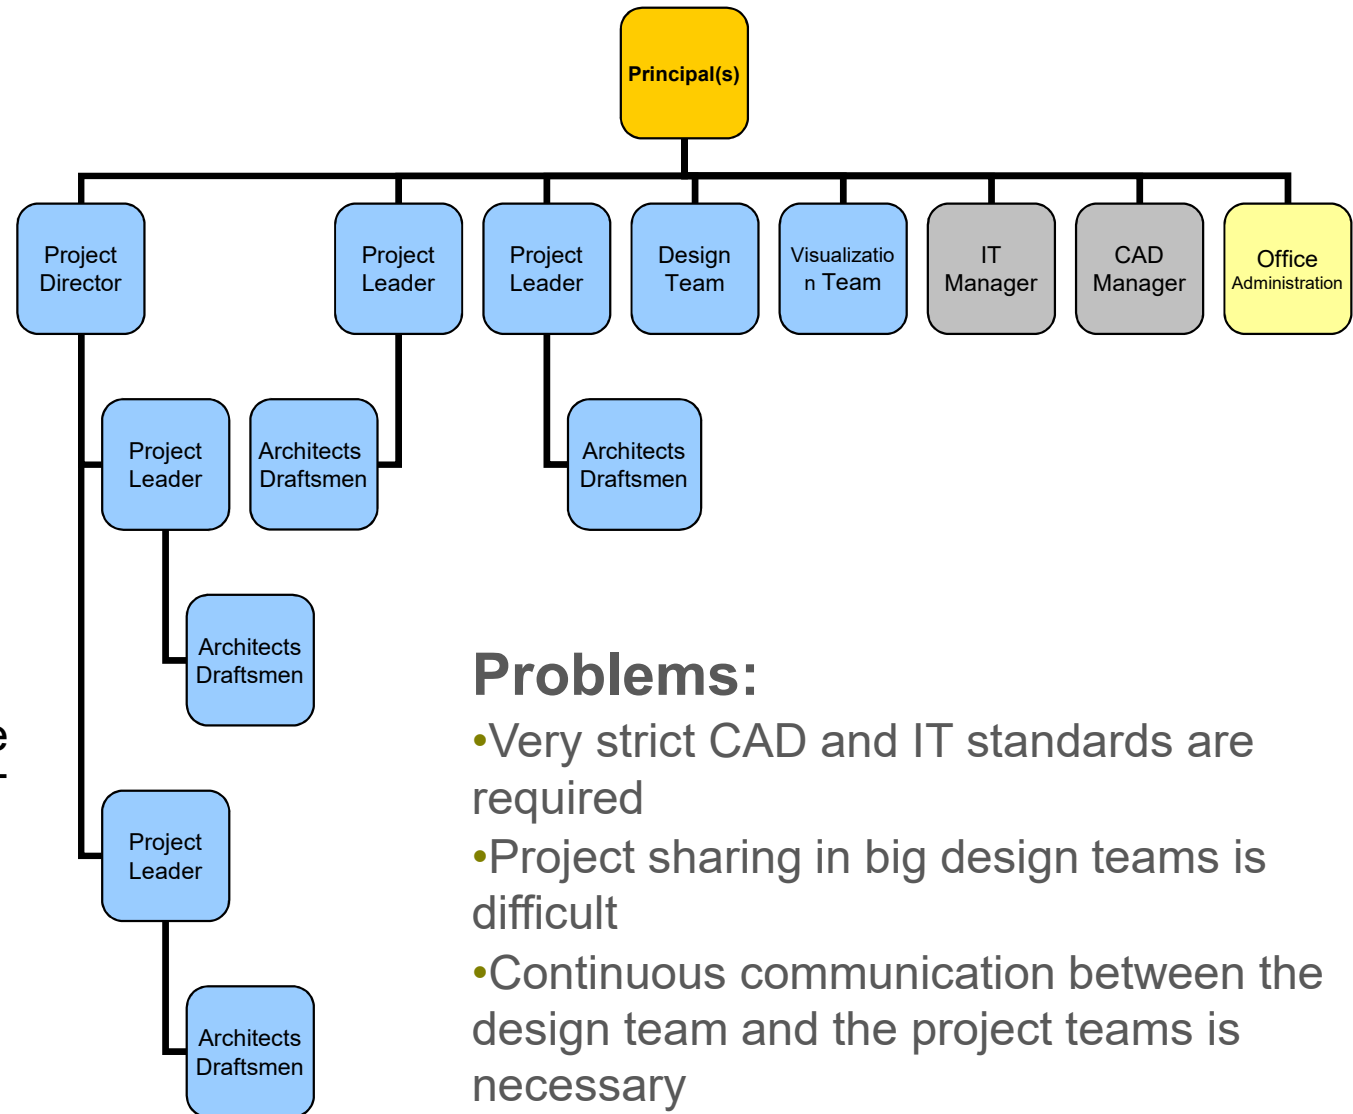 Principal(s)
Project
Director
Project
Leader
Project
Leader
Design
Team
Visualizatio
n Team
IT
Manager
CAD
Manager
Office
Administration
Project
Leader
Architects
Draftsmen
Architects
Draftsmen
Architects
Draftsmen
Project
Leader
Architects
Draftsmen
Problems:
•Very strict CAD and IT standards are
required
•Project sharing in big design teams is
difficult
•Continuous communication between the
design team and the project teams is
necessary